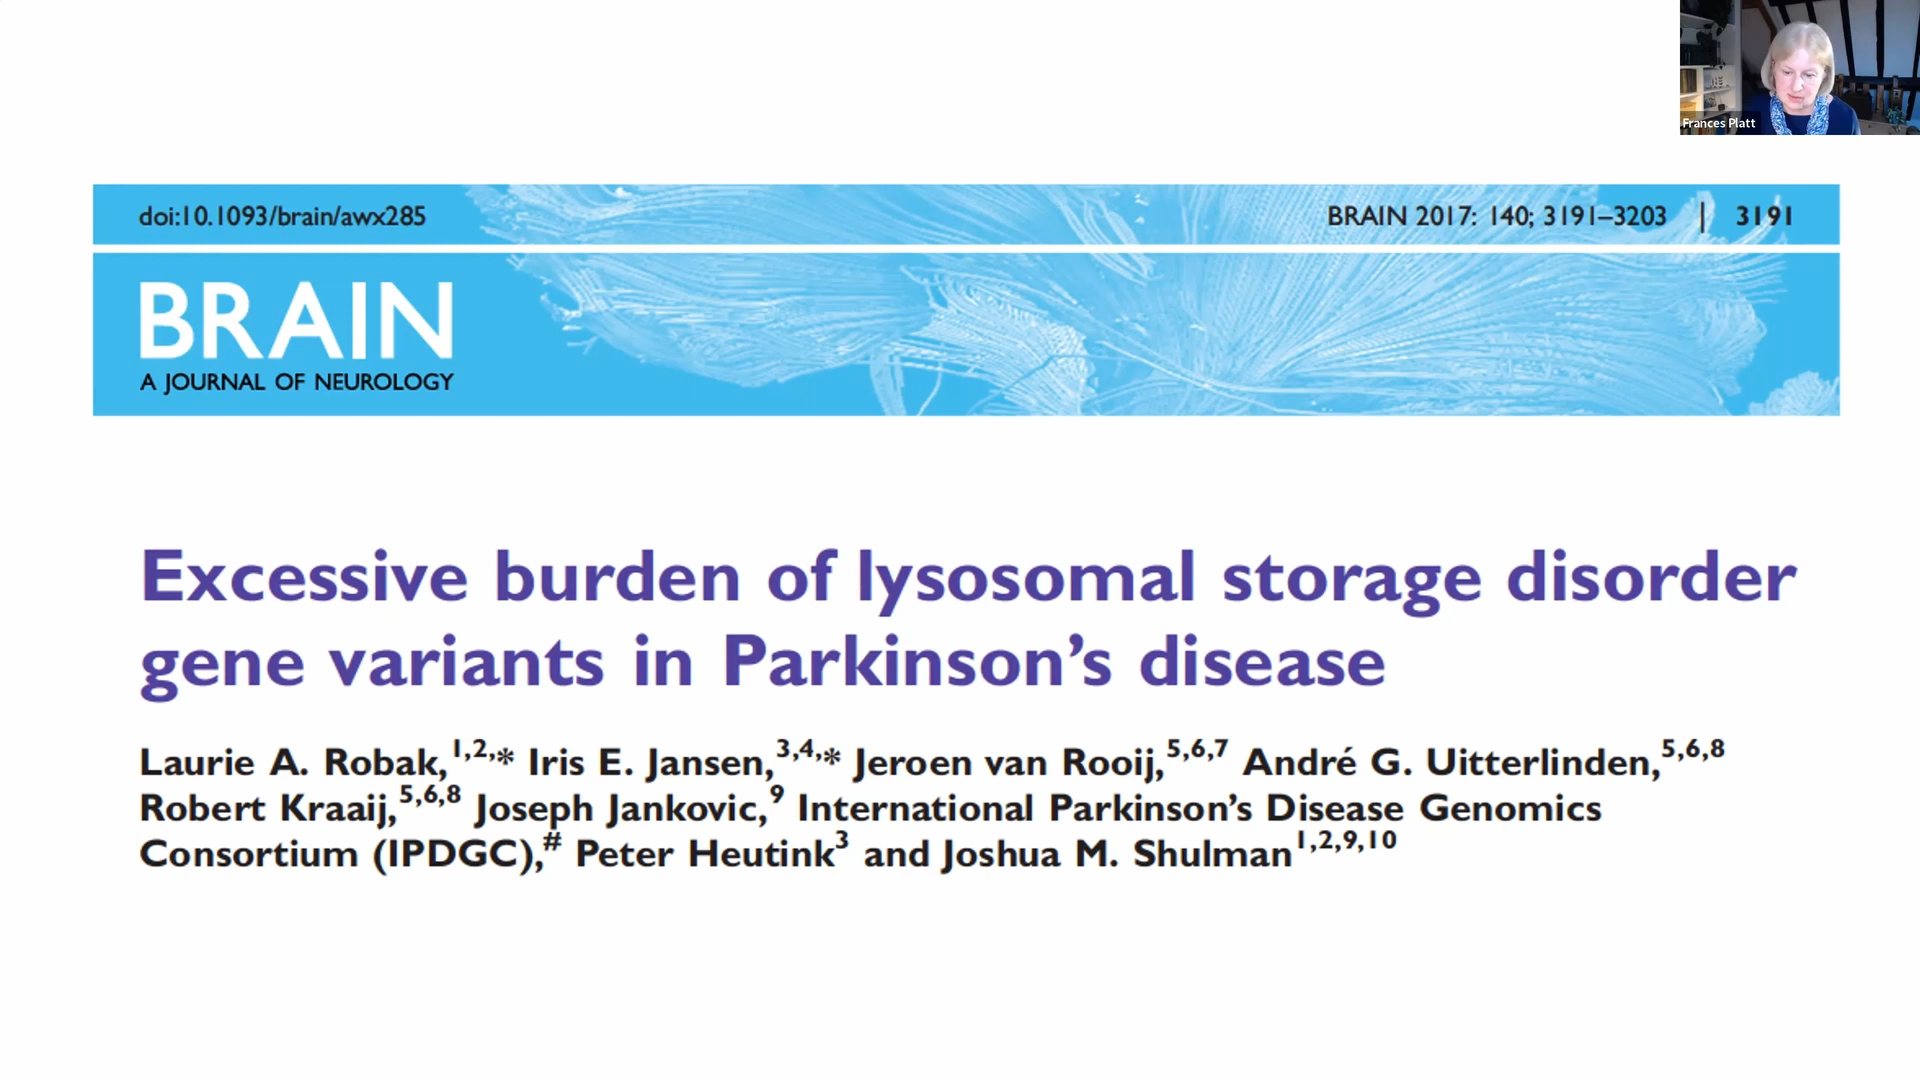 Frances Platt
doi:10.1093/brain/awx285
BRAIN 2017: 140; 3191–3203 | 3191
BRAIN
A JOURNAL OF NEUROLOGY
Excessive burden of lysosomal storage disorder
gene variants in Parkinson’s disease
Laurie A. Robak,1,2,* Iris E. Jansen,3,4,* Jeroen van Rooij,5,6,7 André G. Uitterlinden,5,6,8
Robert Kraaij,5,6,8 Joseph Jankovic,9 International Parkinson’s Disease Genomics
Consortium (IPDGC),# Peter Heutink3 and Joshua M. Shulman1,2,9,10